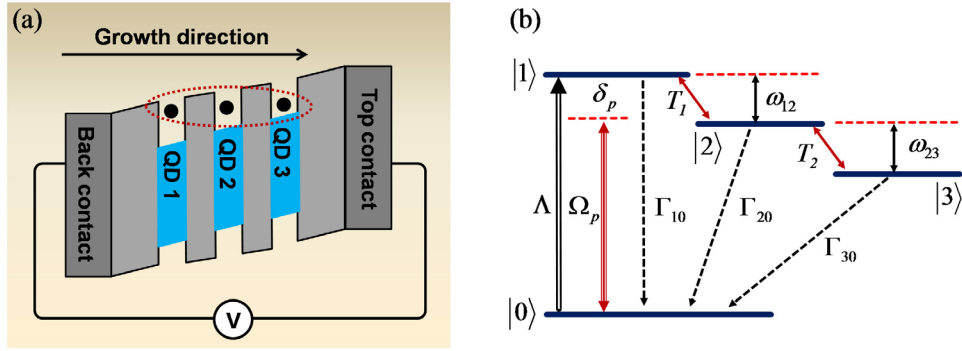 (a)
Growth direction
Back contact
QD 1
QD 2
QD 3
Top contact
V
(b)
|1⟩
δₚ
T₁
ω₁₂
|2⟩
T₂
ω₂₃
|3⟩
Λ
Ωₚ
Γ₁₀
Γ₂₀
Γ₃₀
|0⟩